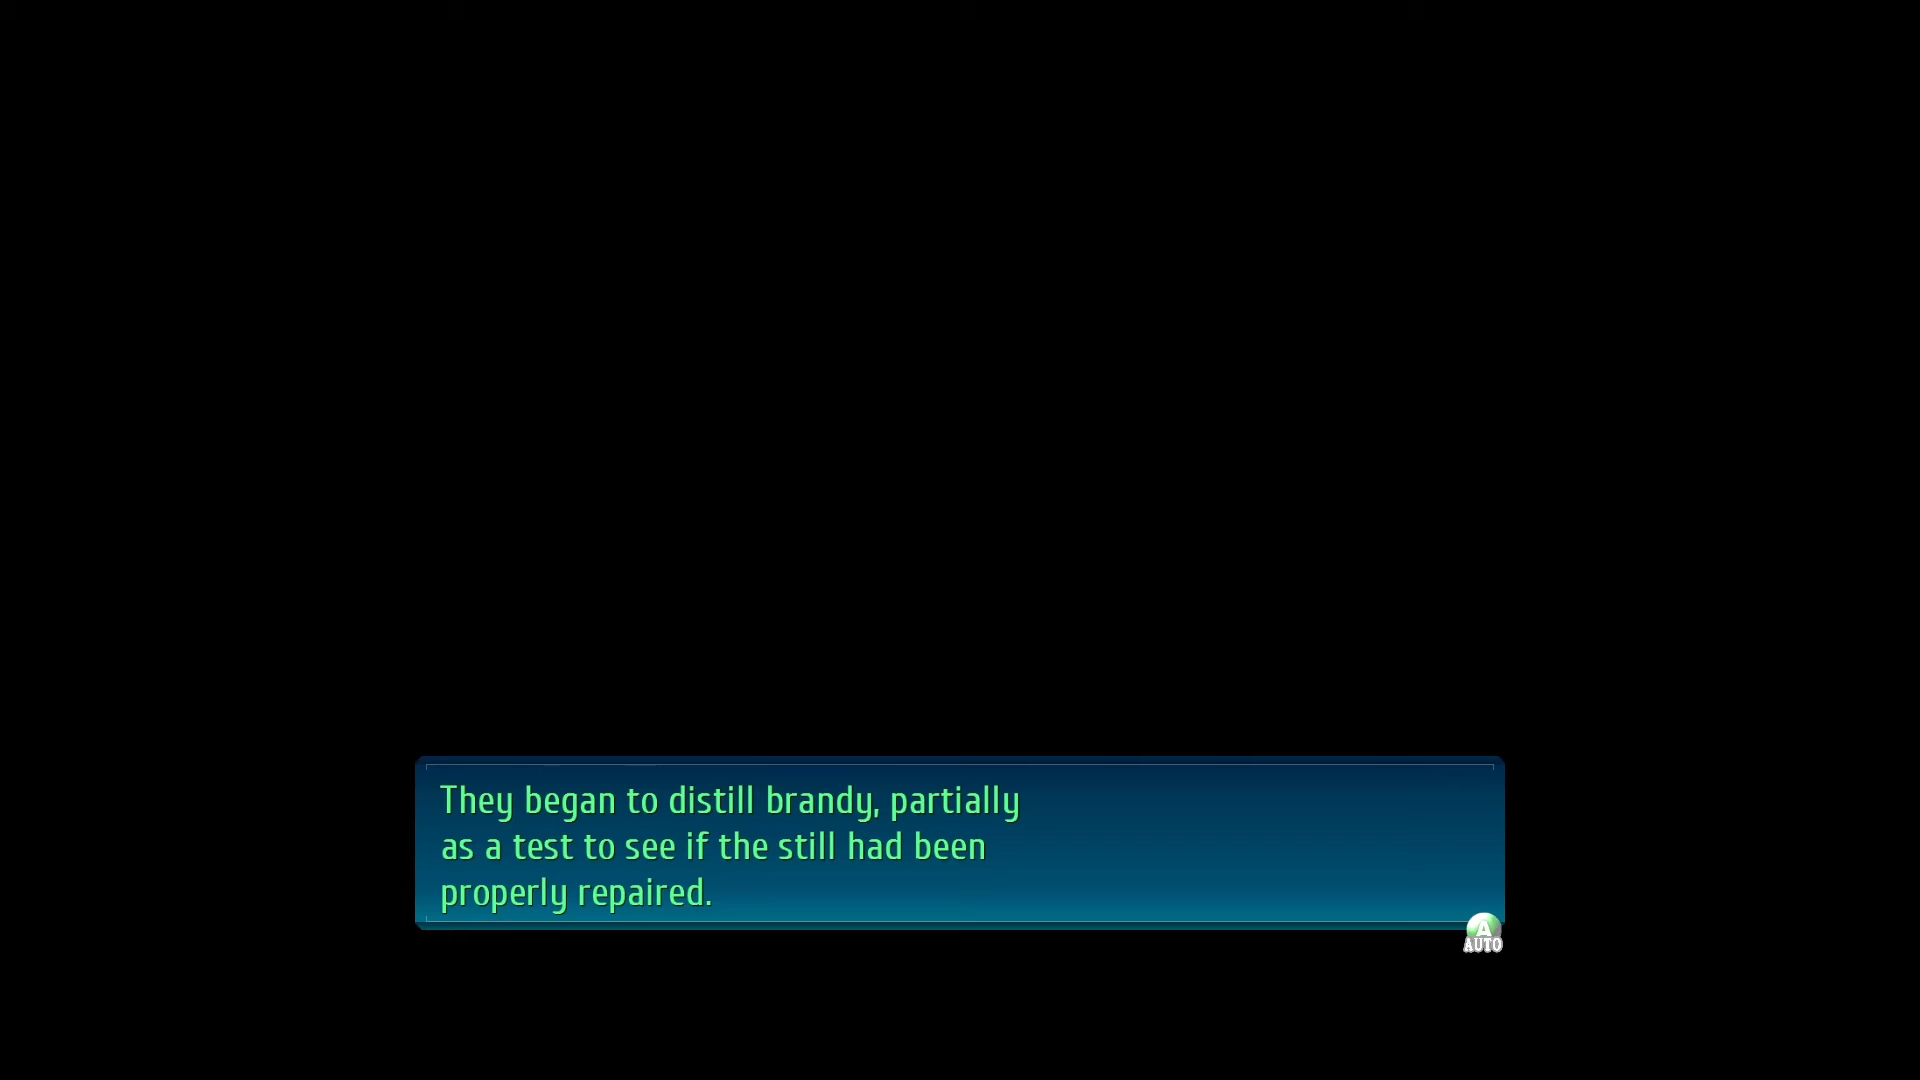 They began to distill brandy, partially
as a test to see if the still had been
properly repaired.
A
AUTO